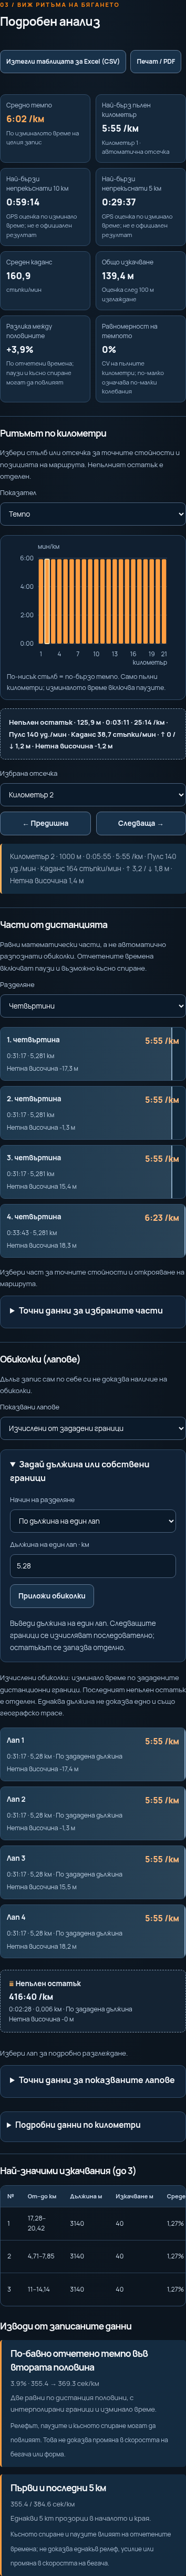 03 / ВИЖ РИТЪМА НА БЯГАНЕТО
Подробен анализ
Изтегли таблицата за Excel (CSV)
Печат / PDF
Средно темпо
6:02 /км
По изминалото време на
целия запис
Най-бърз пълен
километър
5:55 /км
Километър 1 ·
автоматична отсечка
Най-бързи
непрекъснати 10 км
0:59:14
GPS оценка по изминало
време; не е официален
резултат
Най-бързи
непрекъснати 5 км
0:29:37
GPS оценка по изминало
време; не е официален
резултат
Среден каданс
160,9
стъпки/мин
Общо изкачване
139,4 м
Оценка след 100 м
изглаждане
Разлика между
половините
+3,9%
По отчетени времена;
паузи и късно спиране
могат да повлияят
Равномерност на
темпото
0%
CV на пълните
километри; по-малко
означава по-малки
колебания
Ритъмът по километри
Избери стълб или отсечка за точните стойности и
позицията на маршрута. Непълният остатък е
отделен.
Показател
Темпо
мин/км
6:00
4:00
2:00
0:00
1 4 7 10 13 16 19 21
километър
По-нисък стълб = по-бързо темпо. Само пълни
километри; изминалото време включва паузите.
Непълен остатък · 125,9 м · 0:03:11 · 25:14 /км ·
Пулс 140 уд./мин · Каданс 38,7 стъпки/мин · ↑ 0 /
↓ 1,2 м · Нетна височина -1,2 м
Избрана отсечка
Километър 2
← Предишна
Следваща →
Километър 2 · 1000 м · 0:05:55 · 5:55 /км · Пулс 140
уд./мин · Каданс 164 стъпки/мин · ↑ 3,2 / ↓ 1,8 м ·
Нетна височина 1,4 м
Части от дистанцията
Равни математически части, а не автоматично
разпознати обиколки. Отчетените времена
включват паузи и възможно късно спиране.
Разделяне
Четвъртини
1. четвъртина
5:55 /км
0:31:17 · 5,281 км
Нетна височина -17,3 м
2. четвъртина
5:55 /км
0:31:17 · 5,281 км
Нетна височина -1,3 м
3. четвъртина
5:55 /км
0:31:17 · 5,281 км
Нетна височина 15,4 м
4. четвъртина
6:23 /км
0:33:43 · 5,281 км
Нетна височина 18,3 м
Избери част за точните стойности и открояване на
маршрута.
▶ Точни данни за избраните части
Обиколки (лапове)
Дълъг запис сам по себе си не доказва наличие на
обиколки.
Показвани лапове
Изчислени от зададени граници
▼ Задай дължина или собствени
граници
Начин на разделяне
По дължина на един лап
Дължина на един лап · км
5.28
Приложи обиколки
Въведи дължина на един лап. Следващите
граници се изчисляват последователно;
остатъкът се запазва отделно.
Изчислени обиколки: изминало време по зададените
дистанционни граници. Последният непълен остатък
е отделен. Еднаква дължина не доказва едно и също
географско трасе.
Лап 1
5:55 /км
0:31:17 · 5,28 км · По зададена дължина
Нетна височина -17,4 м
Лап 2
5:55 /км
0:31:17 · 5,28 км · По зададена дължина
Нетна височина -1,3 м
Лап 3
5:55 /км
0:31:17 · 5,28 км · По зададена дължина
Нетна височина 15,5 м
Лап 4
5:55 /км
0:31:17 · 5,28 км · По зададена дължина
Нетна височина 18,2 м
Непълен остатък
416:40 /км
0:02:28 · 0,006 км · По зададена дължина
Нетна височина -0 м
Избери лап за подробно разглеждане.
▶ Точни данни за показваните лапове
▶ Подробни данни по километри
Най-значими изкачвания (до 3)
№ От–до км Дължина м Изкачване м Среде
1 17,28–20,42 3140 40 1,27%
2 4,71–7,85 3140 40 1,27%
3 11–14,14 3140 40 1,27%
Изводи от записаните данни
По-бавно отчетено темпо във
втората половина
3.9% · 355.4 → 369.3 сек/км
Две равни по дистанция половини, с
интерполирани граници и изминало време.
Релефът, паузите и късното спиране могат да
повлияят. Това не доказва промяна в скоростта на
бегача или форма.
Първи и последни 5 км
355.4 / 384.6 сек/км
Еднакви 5 km прозорци в началото и края.
Късното спиране и паузите влияят на отчетените
времена; не доказва еднакъв релеф, усилие или
промяна в скоростта на бегача.